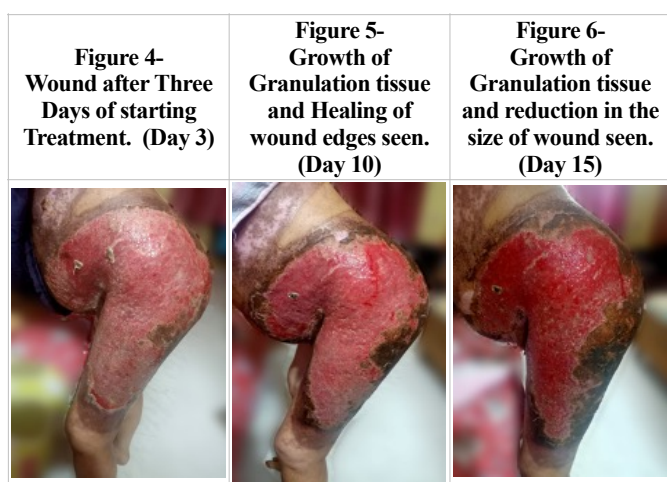 Figure 4-
Wound after Three
Days of starting
Treatment. (Day 3)
Figure 5-
Growth of
Granulation tissue
and Healing of
wound edges seen.
(Day 10)
Figure 6-
Growth of
Granulation tissue
and reduction in the
size of wound seen.
(Day 15)